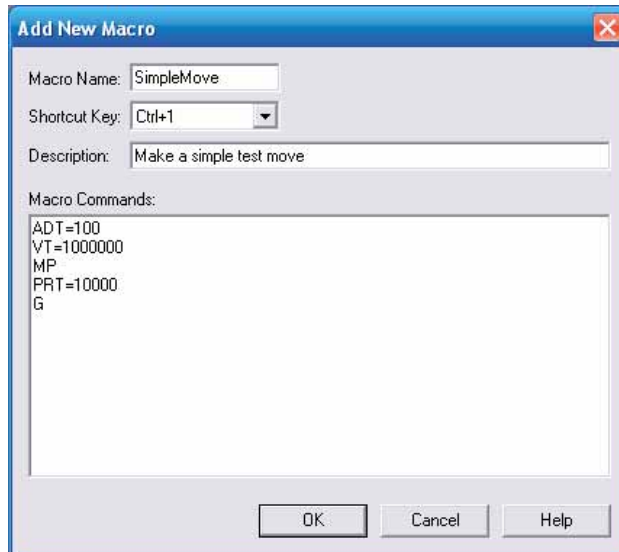 Add New Macro
Macro Name: SimpleMove
Shortcut Key: Ctrl+1
Description: Make a simple test move
Macro Commands:
ADT=100
VT=1000000
MP
PRT=10000
G
OK Cancel Help